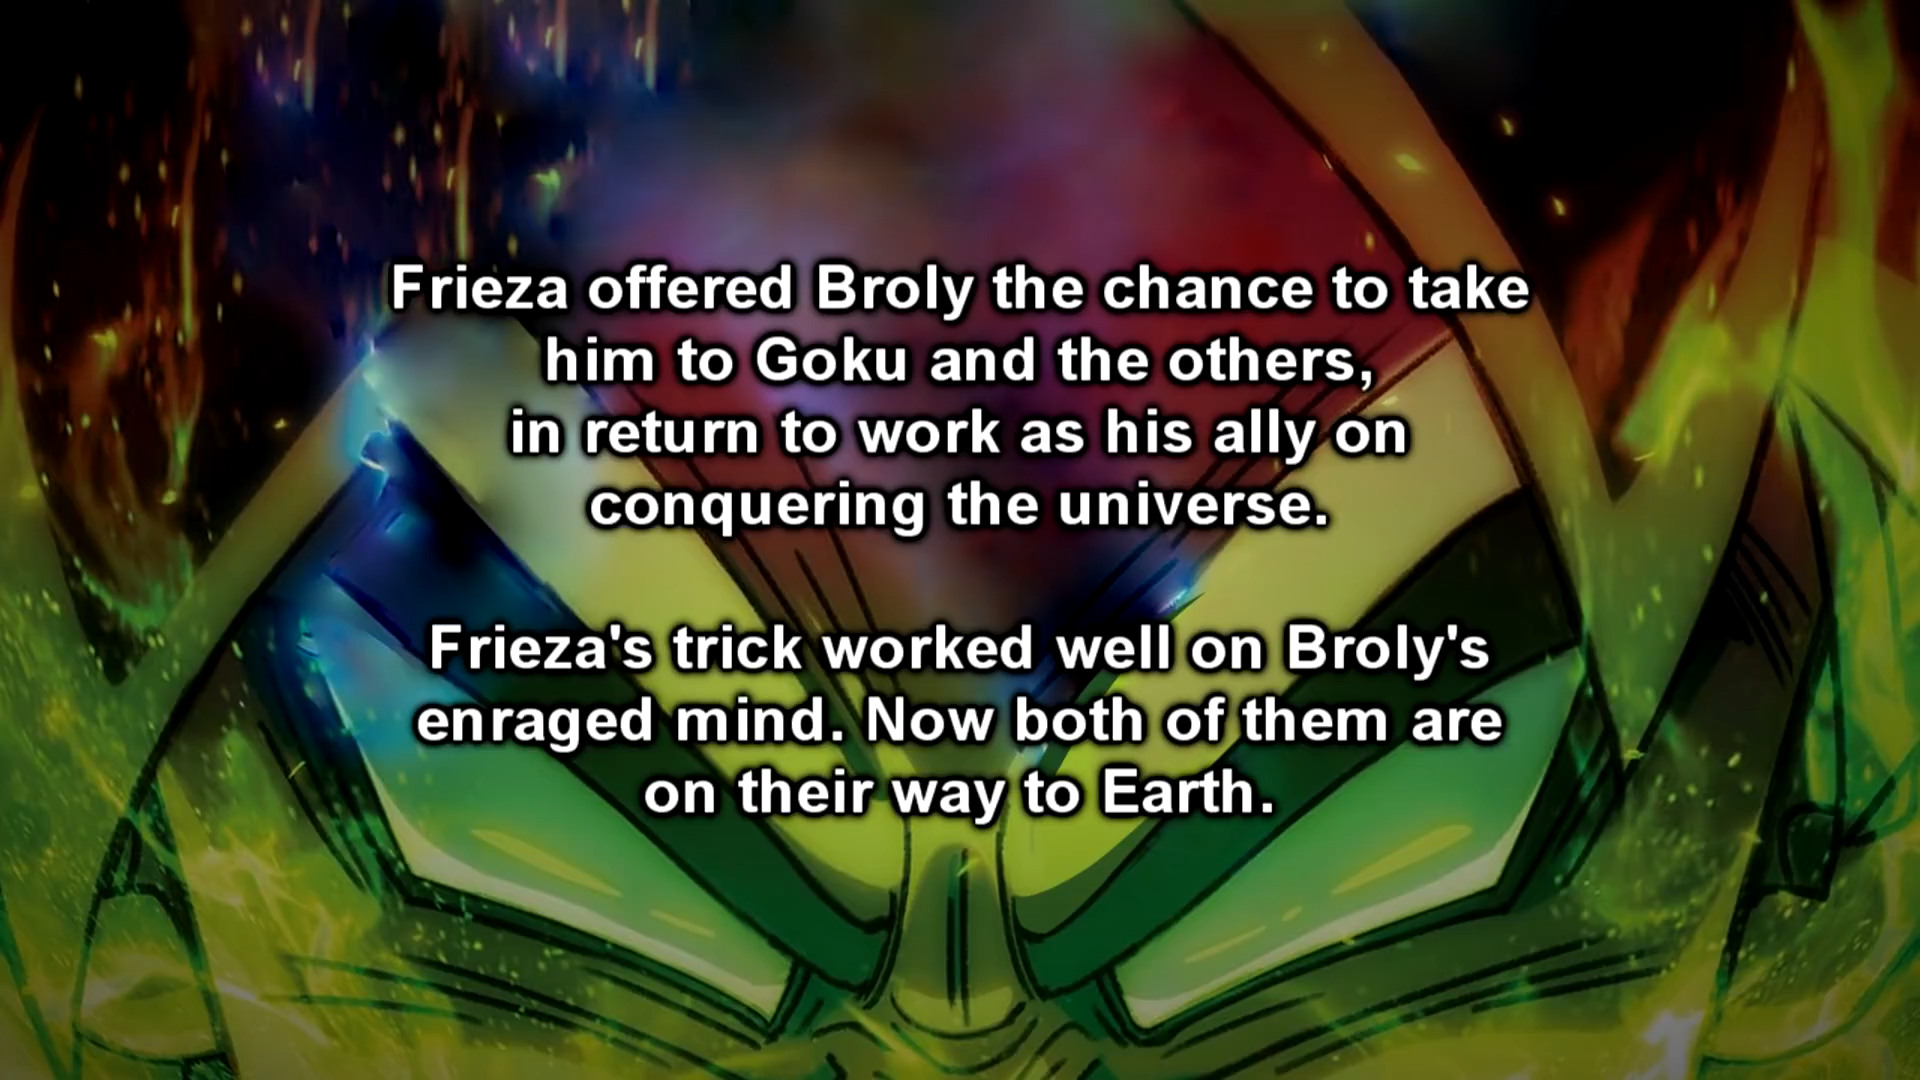 Frieza offered Broly the chance to take
him to Goku and the others,
in return to work as his ally on
conquering the universe.
Frieza's trick worked well on Broly's
enraged mind. Now both of them are
on their way to Earth.